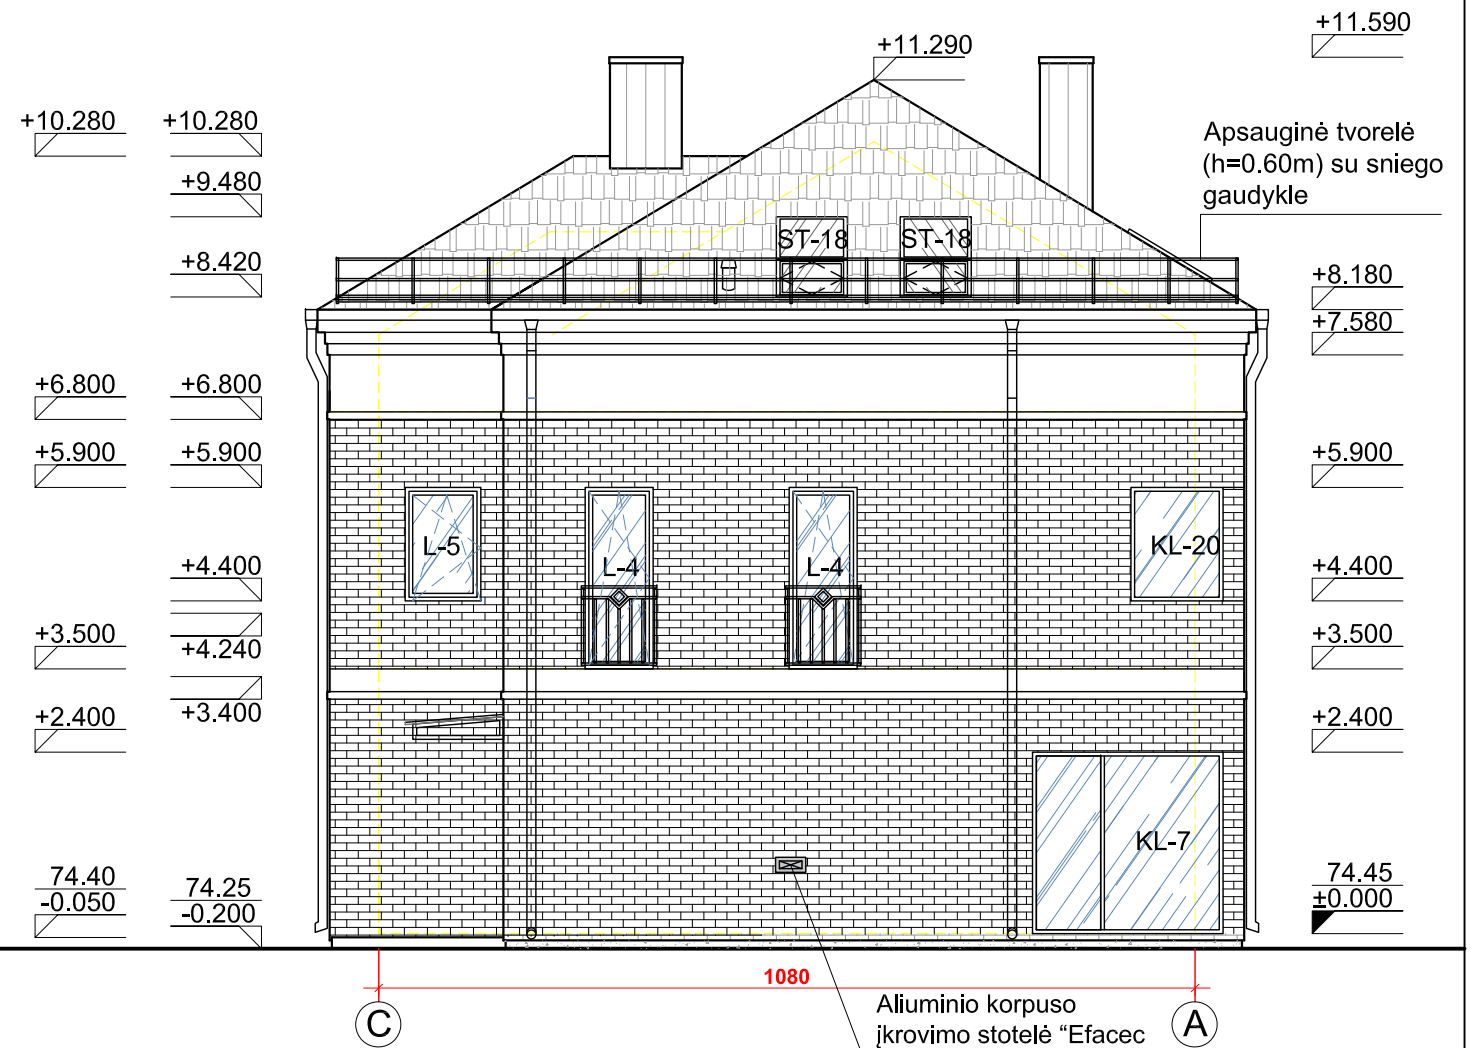 +11.590
+11.290
+10.280
+10.280
Apsauginė tvorelė
(h=0.60m) su sniego
gaudykle
+9.480
ST-18
ST-18
+8.420
+8.180
+7.580
+6.800
+6.800
+5.900
+5.900
+5.900
L-5
L-4
L-4
KL-20
+4.400
+4.400
+3.500
+4.240
+3.500
+2.400
+3.400
+2.400
KL-7
74.40
-0.050
74.25
-0.200
74.45
±0.000
1080
C
A
Aliuminio korpuso
įkrovimo stotelė “Efacec